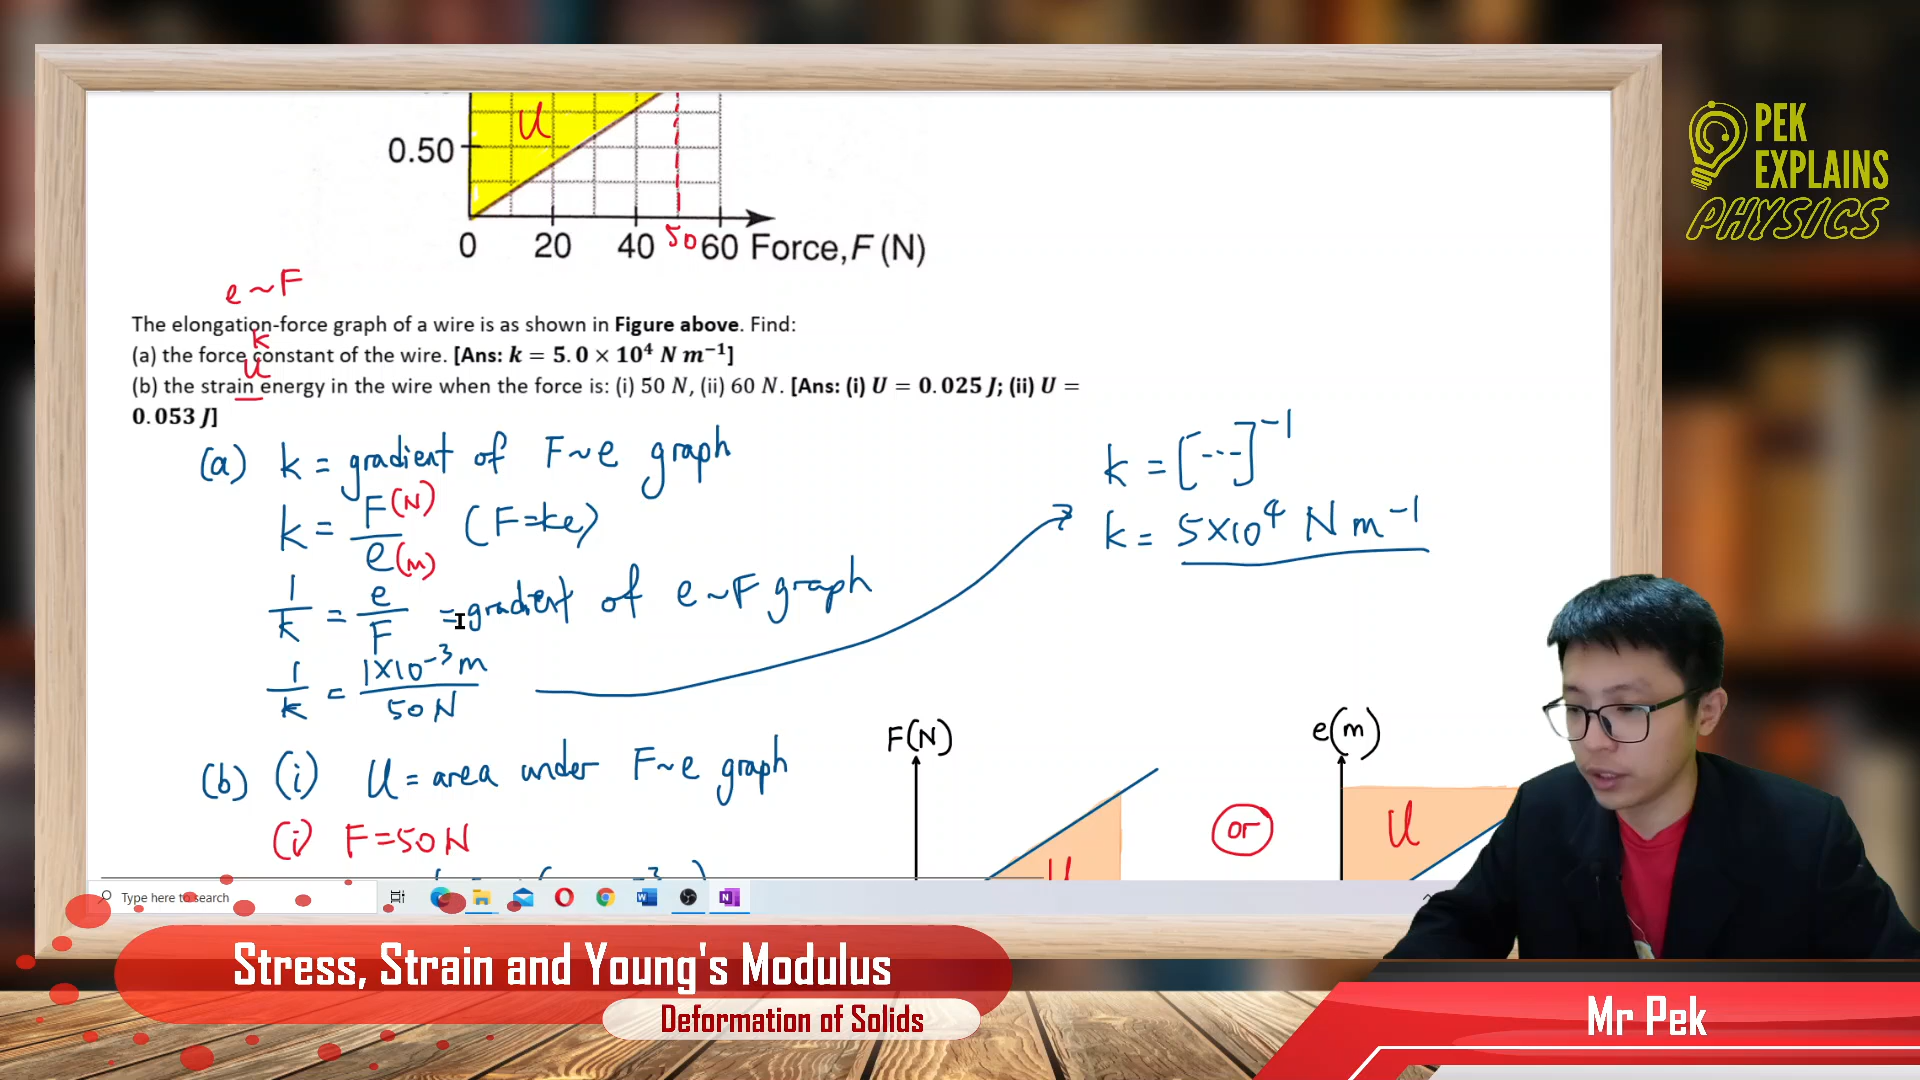 U
0.50
0 20 40 50 60 Force, F (N)
e ~ F
The elongation-force graph of a wire is as shown in Figure above. Find:
k
(a) the force constant of the wire. [Ans: k = 5.0 × 10⁴ N m⁻¹]
U
(b) the strain energy in the wire when the force is: (i) 50 N, (ii) 60 N. [Ans: (i) U = 0.025 J; (ii) U =
0.053 J]
(a) k = gradient of F~e graph
k = F(N)/e(m) (F=ke)
1/k = e/F = gradient of e~F graph
1/k = 1×10⁻³m/50N
k = [---]⁻¹
k = 5×10⁴ N m⁻¹
(b) (i) U = area under F~e graph
(i) F=50N
F(N)
U
or
e(m)
U
Type here to search
PEK
EXPLAINS
PHYSICS
Stress, Strain and Young's Modulus
Deformation of Solids
Mr Pek